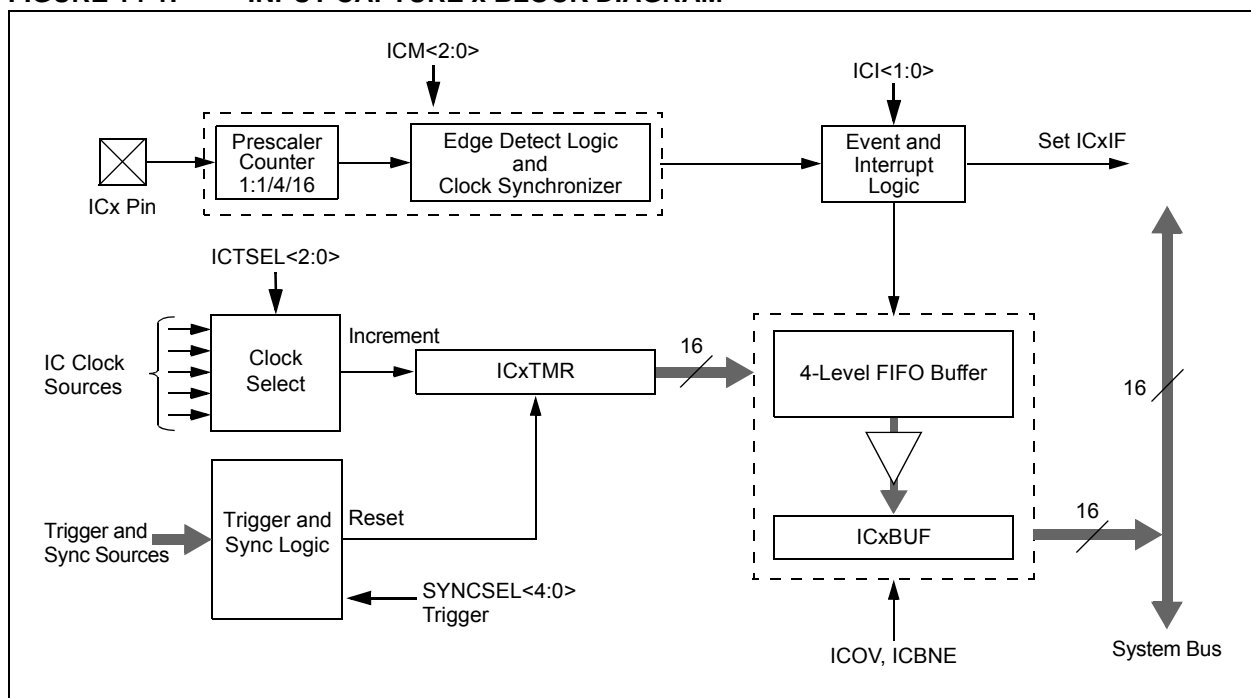 ICM<2:0>
ICI<1:0>
Prescaler
Counter
1:1/4/16
Edge Detect Logic
and
Clock Synchronizer
Event and
Interrupt
Logic
Set ICxIF
ICx Pin
ICTSEL<2:0>
IC Clock
Sources
Clock
Select
Increment
ICxTMR
16
4-Level FIFO Buffer
16
Trigger and
Sync Sources
Trigger and
Sync Logic
Reset
ICxBUF
16
SYNCSEL<4:0>
Trigger
ICOV, ICBNE
System Bus